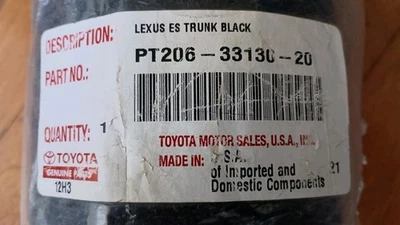 DESCRIPTION: LEXUS ES TRUNK BLACK
PART NO.: PT206-33130-20
QUANTITY: 1
TOYOTA MOTOR SALES, U.S.A., INC.
TOYOTA
GENUINE PARTS
12H3
MADE IN: U.S.A.
of Imported and
Domestic Components
21